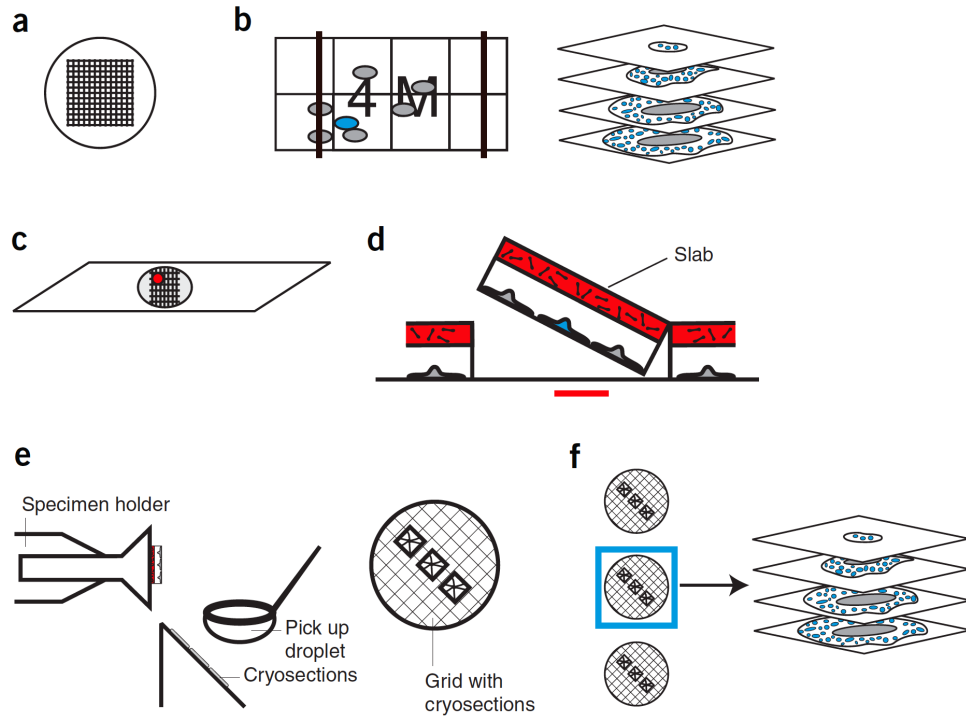 a
b
4 M
c
d
Slab
e
Specimen holder
Pick up
droplet
Cryosections
Grid with
cryosections
f